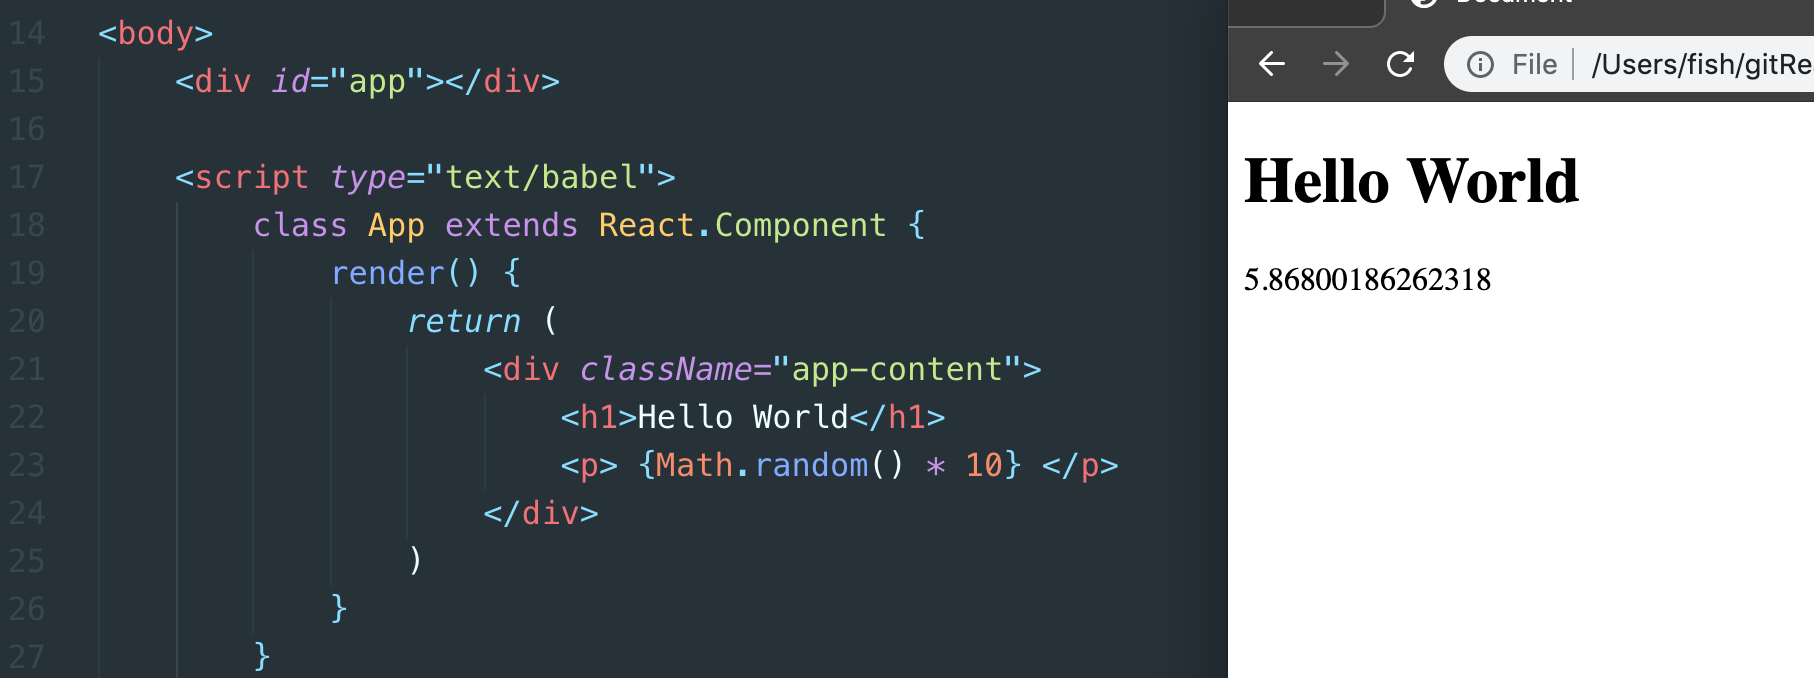 14 <body>
15 <div id="app"></div>
16
17 <script type="text/babel">
18 class App extends React.Component {
19 render() {
20 return (
21 <div className="app-content">
22 <h1>Hello World</h1>
23 <p> {Math.random() * 10} </p>
24 </div>
25 )
26 }
27 }
Document
File /Users/fish/gitRe
Hello World
5.86800186262318